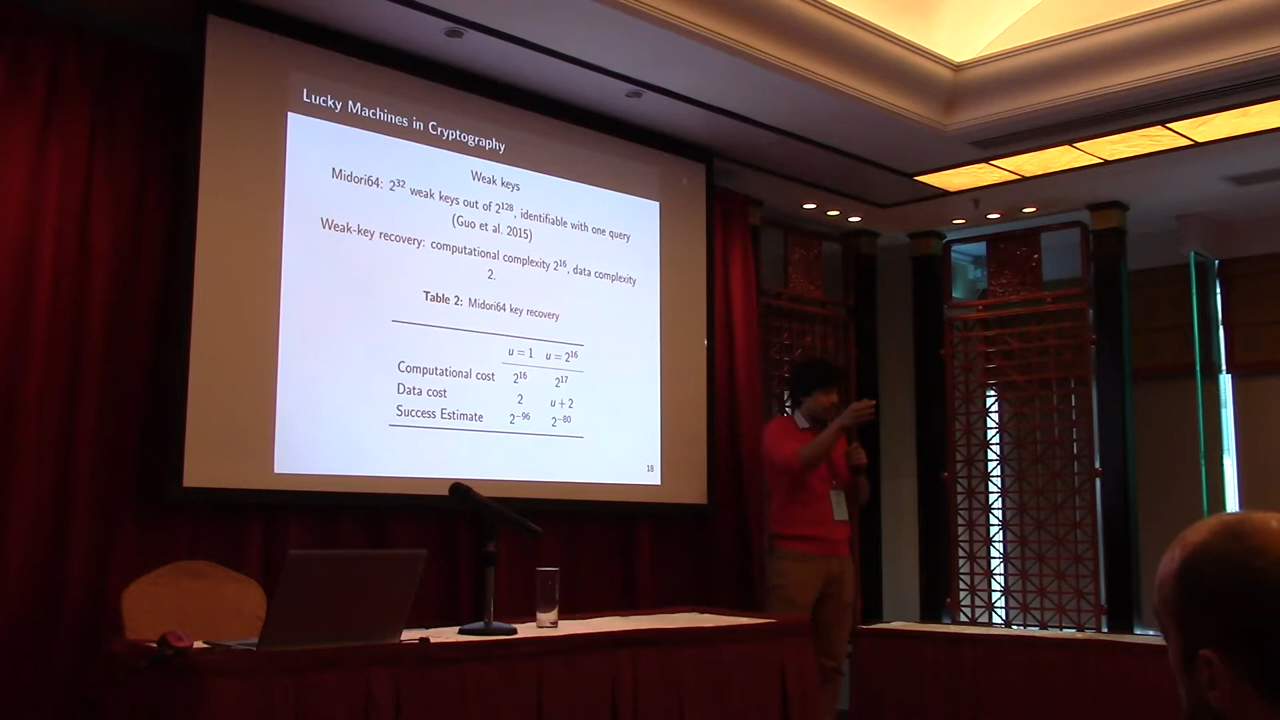 Lucky Machines in Cryptography
Weak keys
Midori64: 2^32 weak keys out of 2^128, identifiable with one query
(Guo et al. 2015)
Weak-key recovery: computational complexity 2^16, data complexity
2.
Table 2: Midori64 key recovery
u = 1 u = 2^16
Computational cost 2^16 2^17
Data cost 2 u + 2
Success Estimate 2^−96 2^−80
18